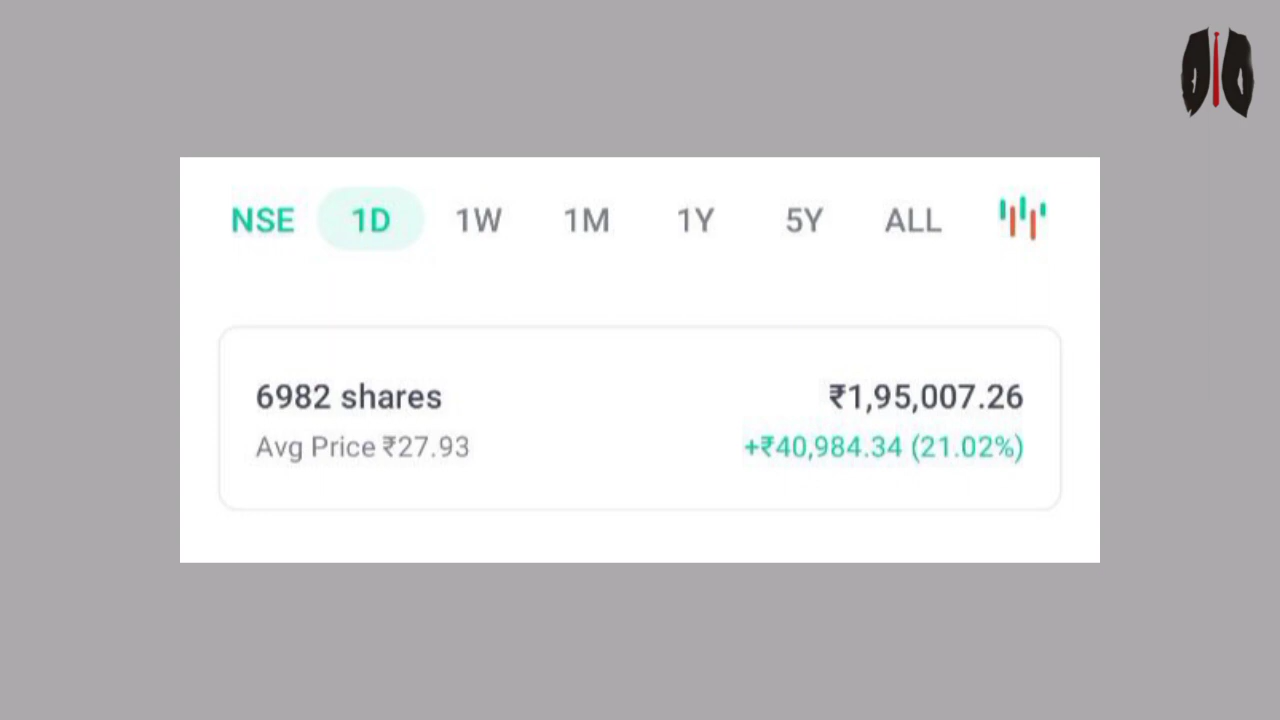 NSE 1D 1W 1M 1Y 5Y ALL
6982 shares ₹1,95,007.26
Avg Price ₹27.93 +₹40,984.34 (21.02%)